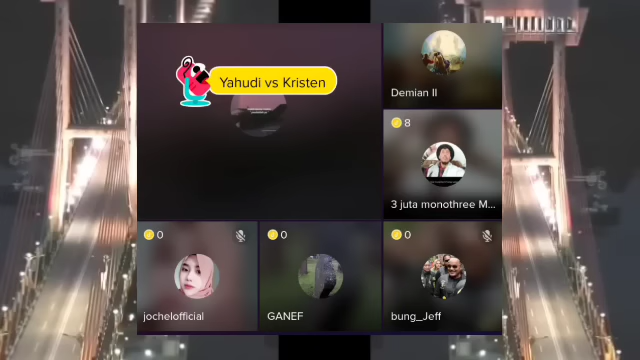 Yahudi vs Kristen
Demian II
8
3 juta monothree M...
0
jochelofficial
0
GANEF
0
bung_Jeff